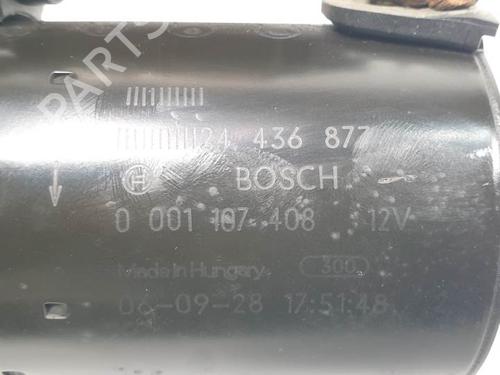 24 436 877
BOSCH
0 001 107 408 12V
Made in Hungary 300
06-09-28 17:51:48